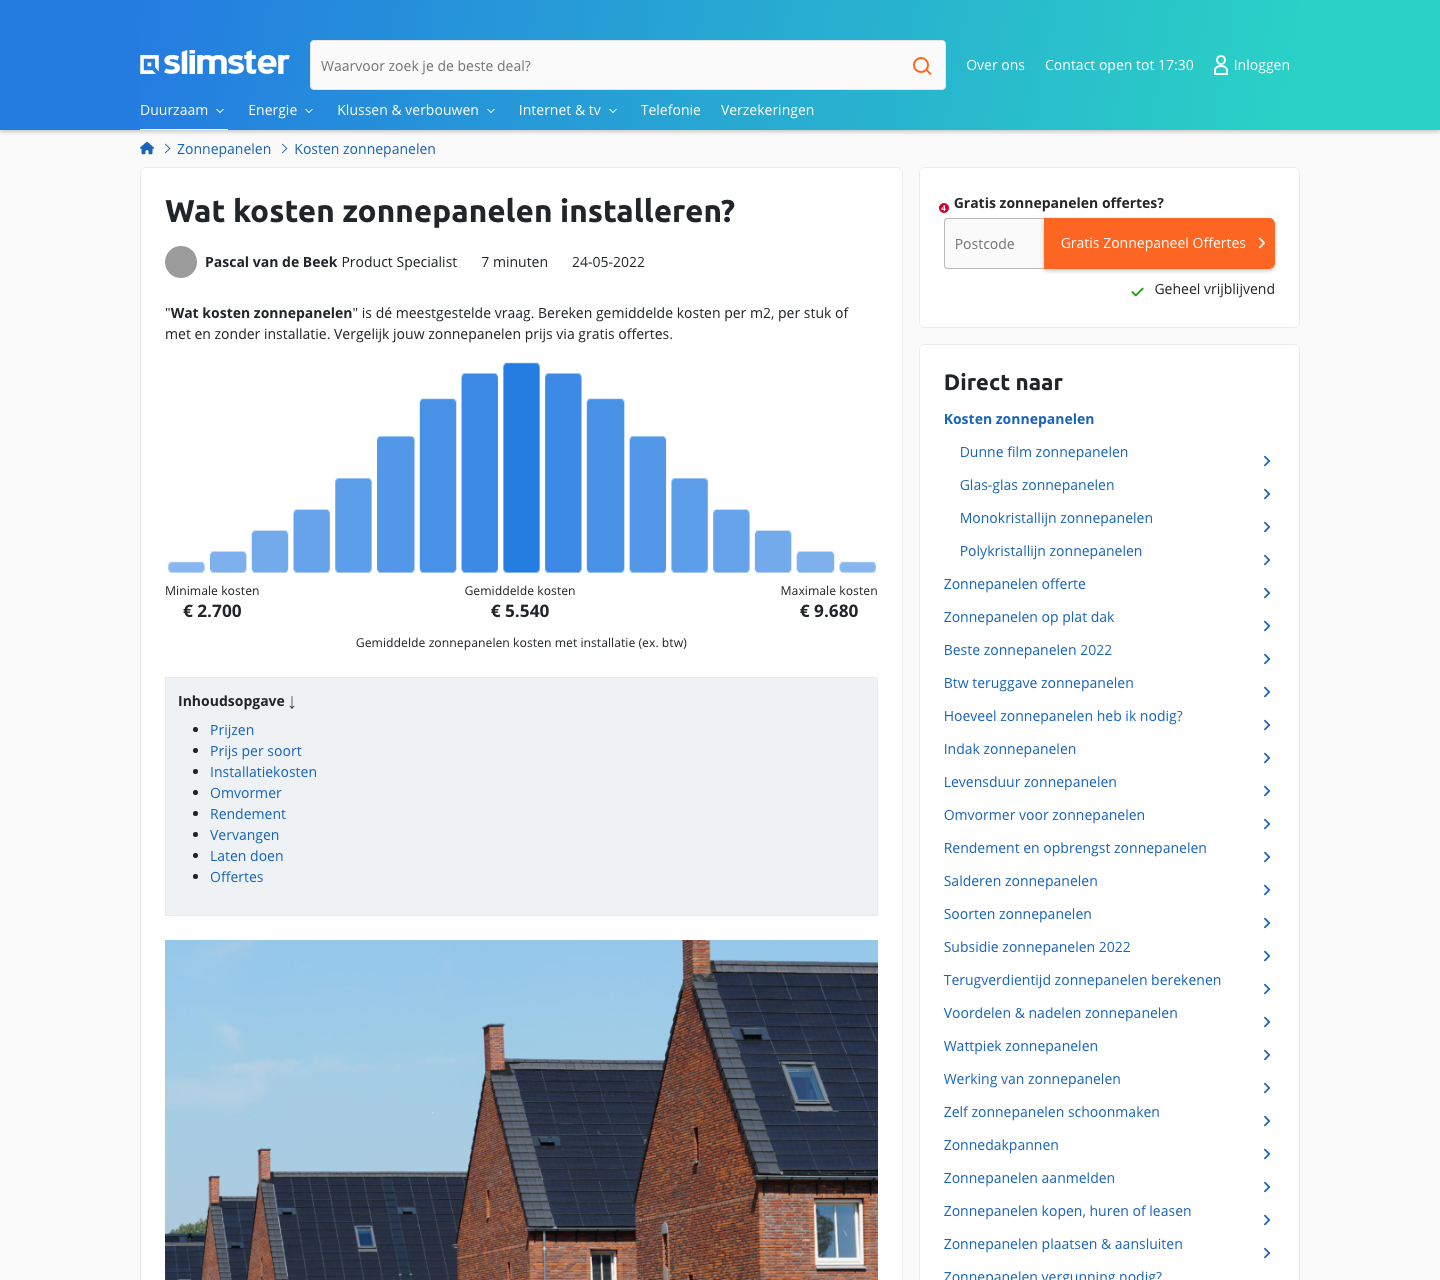 slimster
Waarvoor zoek je de beste deal?
Over ons
Contact open tot 17:30
Inloggen
Duurzaam
Energie
Klussen & verbouwen
Internet & tv
Telefonie
Verzekeringen
Zonnepanelen
Kosten zonnepanelen
Wat kosten zonnepanelen installeren?
Pascal van de Beek Product Specialist
7 minuten
24-05-2022
"Wat kosten zonnepanelen" is dé meestgestelde vraag. Bereken gemiddelde kosten per m2, per stuk of
met en zonder installatie. Vergelijk jouw zonnepanelen prijs via gratis offertes.
Minimale kosten
€ 2.700
Gemiddelde kosten
€ 5.540
Maximale kosten
€ 9.680
Gemiddelde zonnepanelen kosten met installatie (ex. btw)
Inhoudsopgave ↓
Prijzen
Prijs per soort
Installatiekosten
Omvormer
Rendement
Vervangen
Laten doen
Offertes
4
Gratis zonnepanelen offertes?
Postcode
Gratis Zonnepaneel Offertes
Geheel vrijblijvend
Direct naar
Kosten zonnepanelen
Dunne film zonnepanelen
Glas-glas zonnepanelen
Monokristallijn zonnepanelen
Polykristallijn zonnepanelen
Zonnepanelen offerte
Zonnepanelen op plat dak
Beste zonnepanelen 2022
Btw teruggave zonnepanelen
Hoeveel zonnepanelen heb ik nodig?
Indak zonnepanelen
Levensduur zonnepanelen
Omvormer voor zonnepanelen
Rendement en opbrengst zonnepanelen
Salderen zonnepanelen
Soorten zonnepanelen
Subsidie zonnepanelen 2022
Terugverdientijd zonnepanelen berekenen
Voordelen & nadelen zonnepanelen
Wattpiek zonnepanelen
Werking van zonnepanelen
Zelf zonnepanelen schoonmaken
Zonnedakpannen
Zonnepanelen aanmelden
Zonnepanelen kopen, huren of leasen
Zonnepanelen plaatsen & aansluiten
Zonnepanelen vergunning nodig?